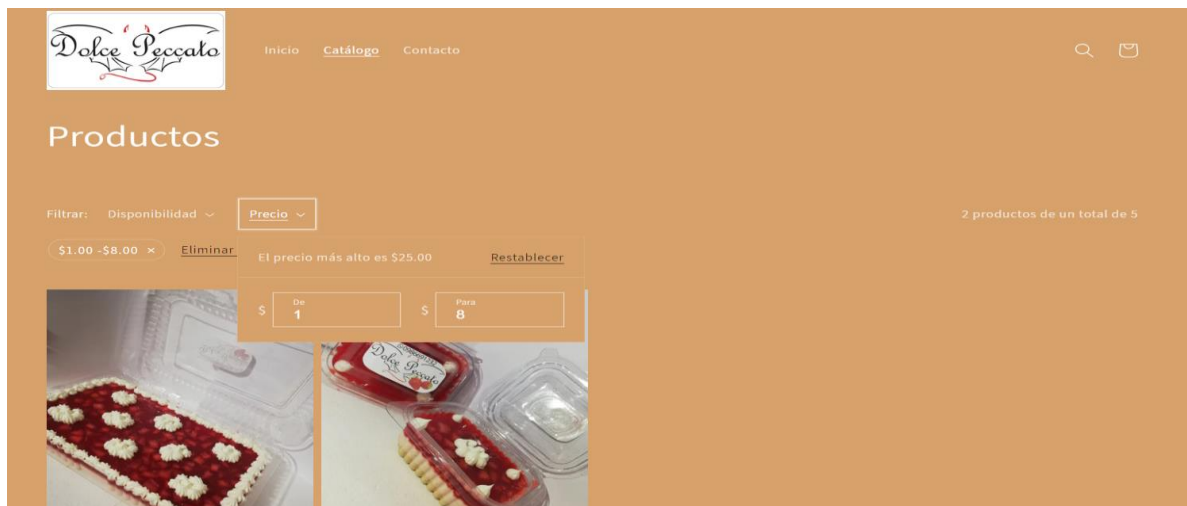 Dolce Peccato
Inicio Catálogo Contacto
Productos
Filtrar: Disponibilidad Precio 2 productos de un total de 5
$1.00 -$8.00 × Eliminar
El precio más alto es $25.00 Restablecer
$ De 1 $ Para 8
Dolce Peccato